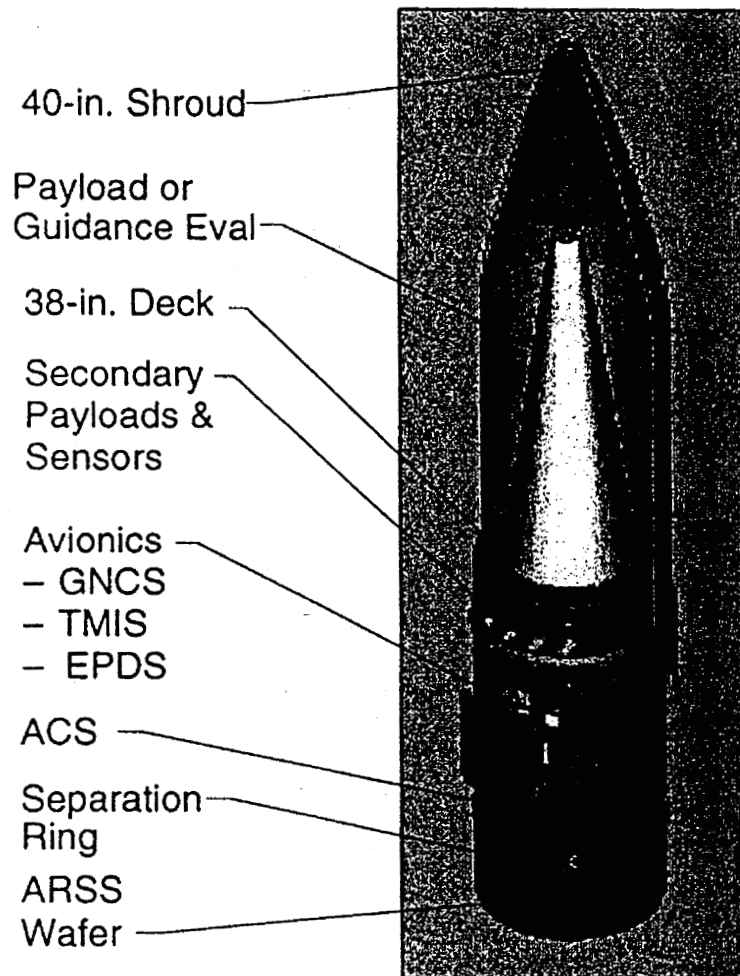 40-in. Shroud
Payload or
Guidance Eval
38-in. Deck
Secondary
Payloads &
Sensors
Avionics
– GNCS
– TMIS
– EPDS
ACS
Separation
Ring
ARSS
Wafer